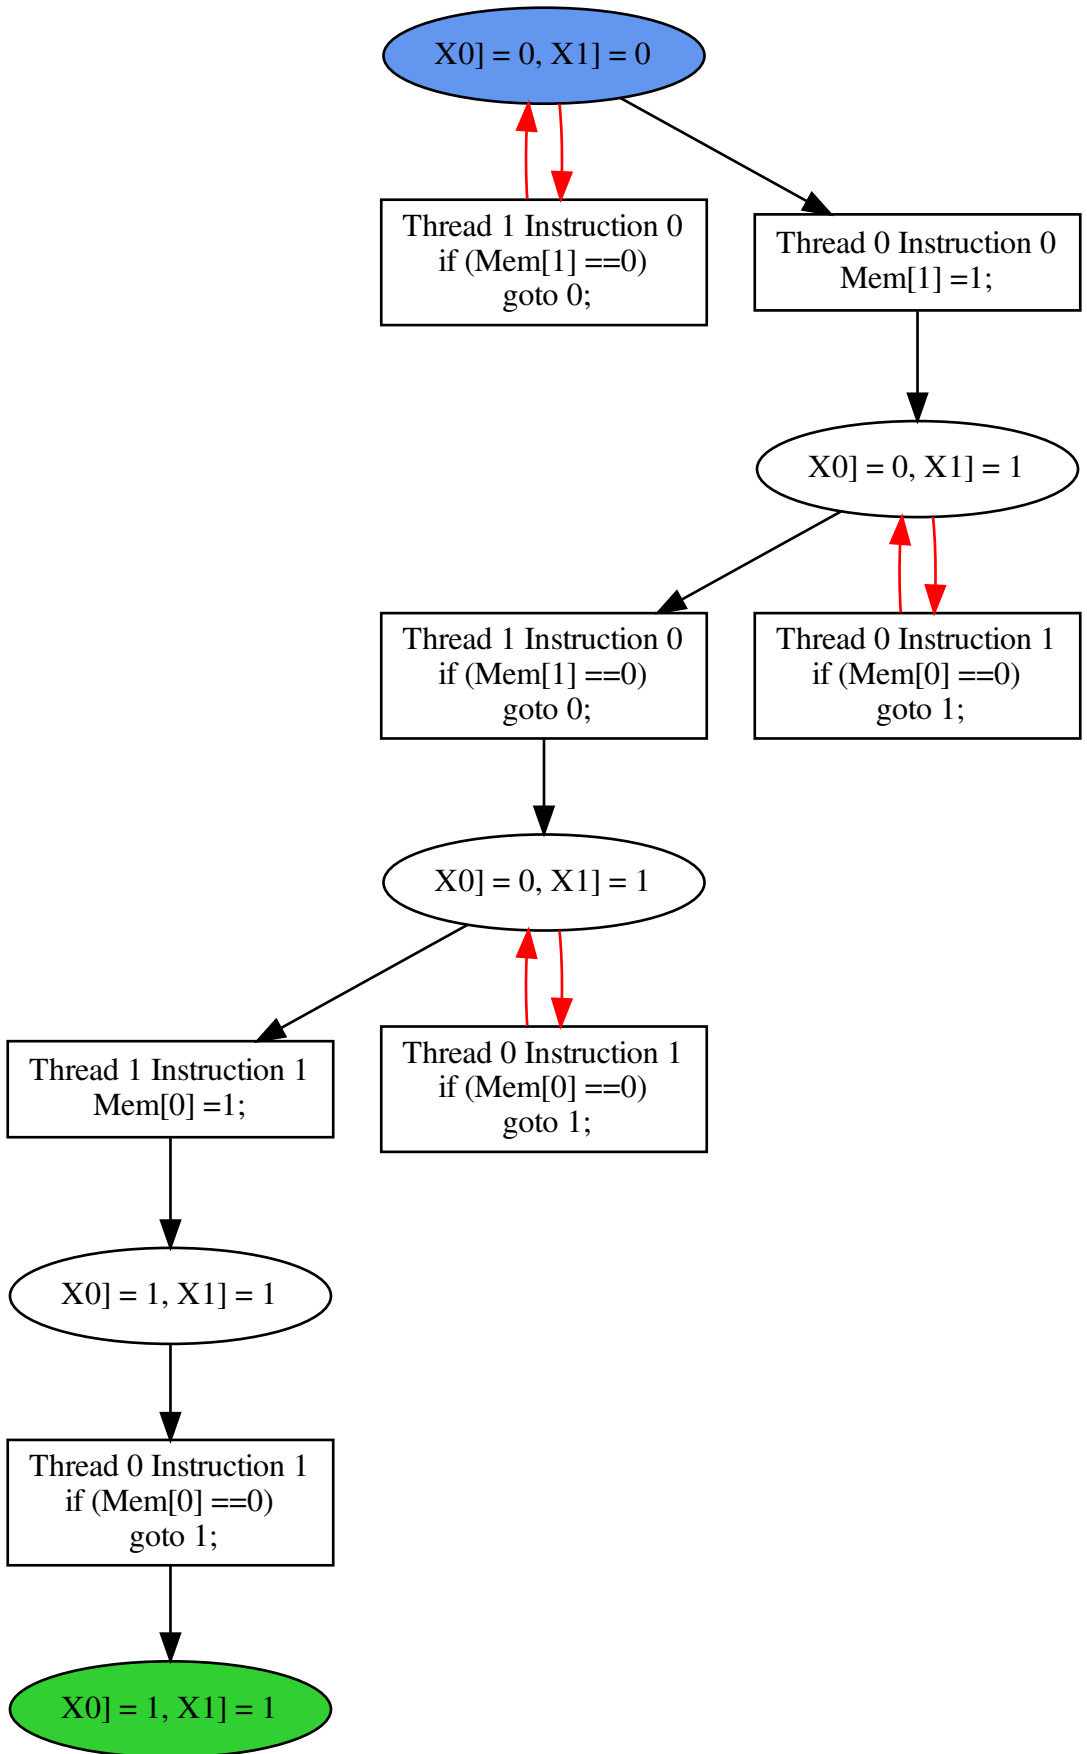 X0] = 0, X1] = 0
Thread 1 Instruction 0
if (Mem[1] ==0)
goto 0;
Thread 0 Instruction 0
Mem[1] =1;
X0] = 0, X1] = 1
Thread 1 Instruction 0
if (Mem[1] ==0)
goto 0;
Thread 0 Instruction 1
if (Mem[0] ==0)
goto 1;
X0] = 0, X1] = 1
Thread 1 Instruction 1
Mem[0] =1;
Thread 0 Instruction 1
if (Mem[0] ==0)
goto 1;
X0] = 1, X1] = 1
Thread 0 Instruction 1
if (Mem[0] ==0)
goto 1;
X0] = 1, X1] = 1